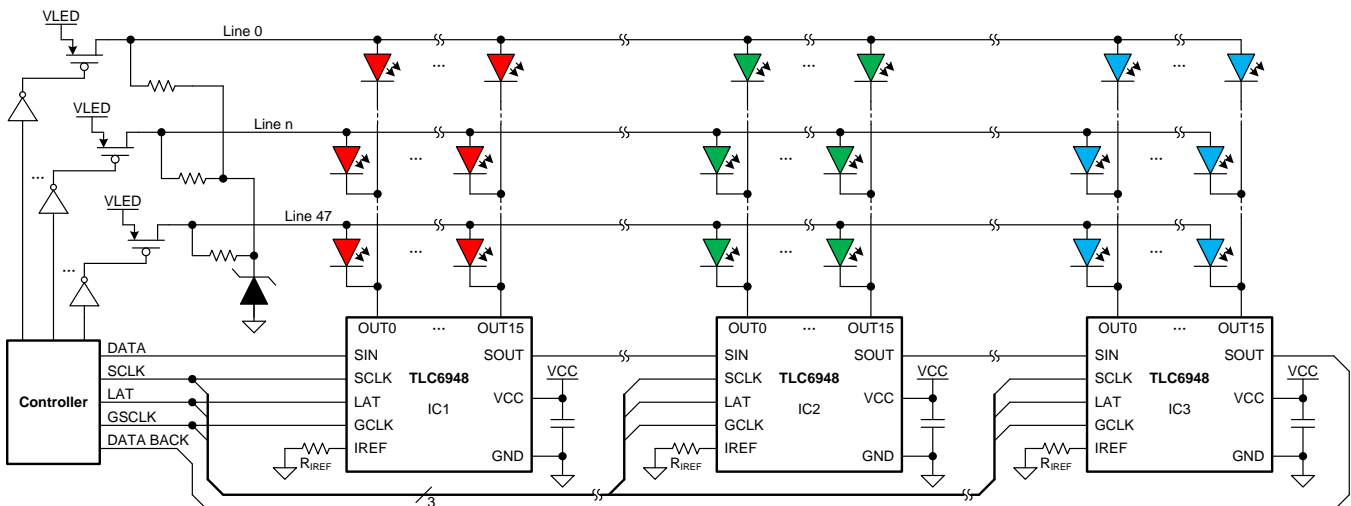 VLED
Line 0
...
...
...
VLED
Line n
...
...
...
...
VLED
Line 47
...
...
...
...
OUT0 ... OUT15
OUT0 ... OUT15
OUT0 ... OUT15
Controller
DATA
SCLK
LAT
GSCLK
DATA BACK
SIN
SCLK
LAT
GCLK
IREF
TLC6948
IC1
SOUT
VCC
GND
VCC
RIREF
SIN
SCLK
LAT
GCLK
IREF
TLC6948
IC2
SOUT
VCC
GND
VCC
RIREF
SIN
SCLK
LAT
GCLK
IREF
TLC6948
IC3
SOUT
VCC
GND
VCC
RIREF
3